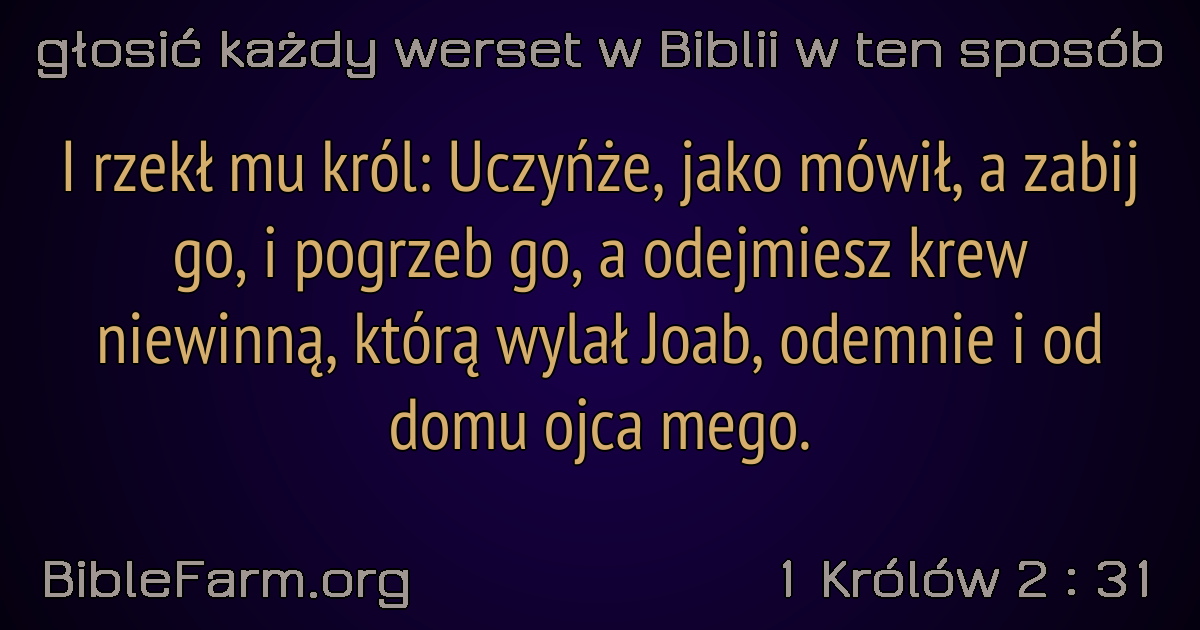 głosić każdy werset w Biblii w ten sposób
I rzekł mu król: Uczyńże, jako mówił, a zabij
go, i pogrzeb go, a odejmiesz krew
niewinną, którą wylał Joab, odemnie i od
domu ojca mego.
BibleFarm.org
1 Królów 2 : 31